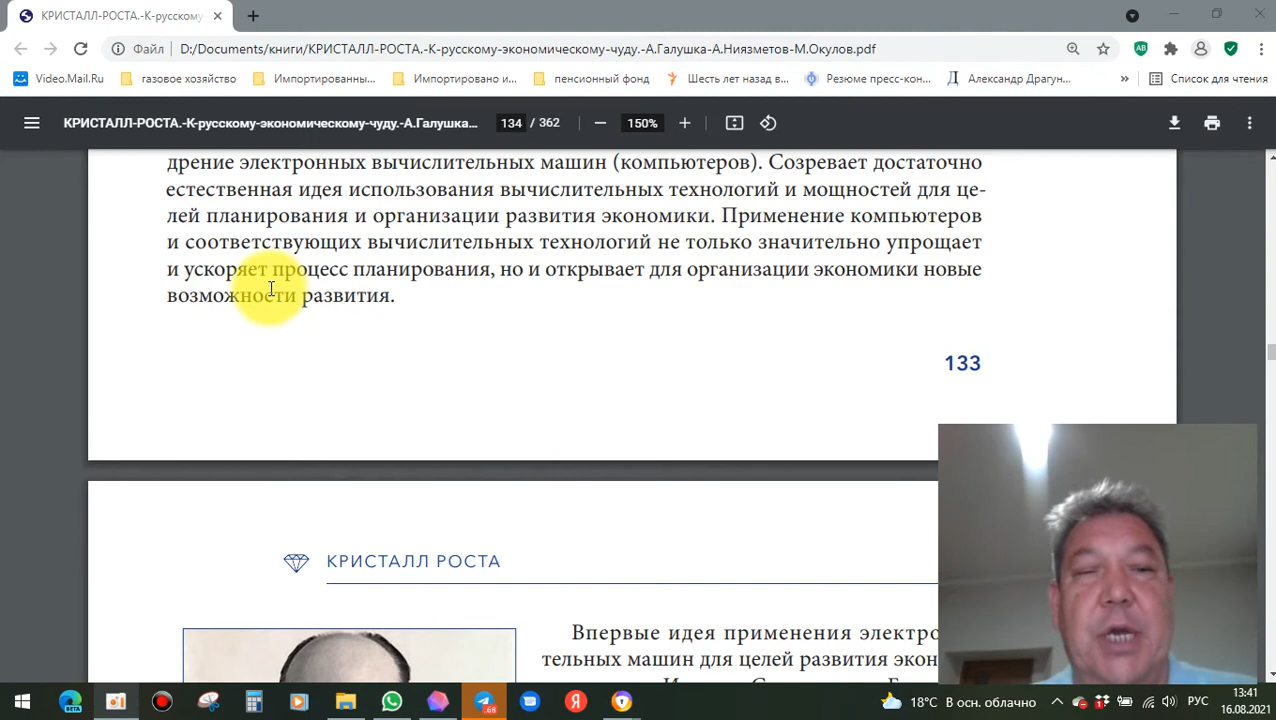 КРИСТАЛЛ-РОСТА.-К-русскому-
Файл
D:/Documents/книги/КРИСТАЛЛ-РОСТА.-К-русскому-экономическому-чуду.-А.Галушка-А.Ниязметов-М.Окулов.pdf
Video.Mail.Ru газовое хозяйство Импортированны... Импортировано и... пенсионный фонд Шесть лет назад в... Резюме пресс-кон... Александр Драгун... » Список для чтения
КРИСТАЛЛ-РОСТА.-К-русскому-экономическому-чуду.-А.Галушка... 134 / 362 150%
дрение электронных вычислительных машин (компьютеров). Созревает достаточно
естественная идея использования вычислительных технологий и мощностей для це-
лей планирования и организации развития экономики. Применение компьютеров
и соответствующих вычислительных технологий не только значительно упрощает
и ускоряет процесс планирования, но и открывает для организации экономики новые
возможности развития.
133
КРИСТАЛЛ РОСТА
Впервые идея применения электро
тельных машин для целей развития экон
68
18°C В осн. облачно
РУС
13:41
16.08.2021